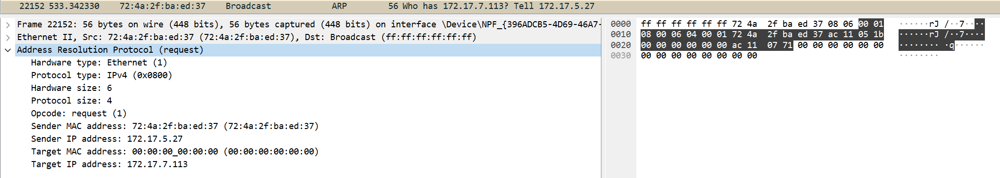 22152 533.342330 72:4a:2f:ba:ed:37 Broadcast ARP 56 Who has 172.17.7.113? Tell 172.17.5.27
Frame 22152: 56 bytes on wire (448 bits), 56 bytes captured (448 bits) on interface \Device\NPF_{396ADCB5-4D69-46A7-
Ethernet II, Src: 72:4a:2f:ba:ed:37 (72:4a:2f:ba:ed:37), Dst: Broadcast (ff:ff:ff:ff:ff:ff)
Address Resolution Protocol (request)
Hardware type: Ethernet (1)
Protocol type: IPv4 (0x0800)
Hardware size: 6
Protocol size: 4
Opcode: request (1)
Sender MAC address: 72:4a:2f:ba:ed:37 (72:4a:2f:ba:ed:37)
Sender IP address: 172.17.5.27
Target MAC address: 00:00:00_00:00:00 (00:00:00:00:00:00)
Target IP address: 172.17.7.113
0000 ff ff ff ff ff ff 72 4a 2f ba ed 37 08 06 00 01 ······rJ /··7····
0010 08 00 06 04 00 01 72 4a 2f ba ed 37 ac 11 05 1b ······rJ /··7····
0020 00 00 00 00 00 00 ac 11 07 71 00 00 00 00 00 00 ········ ·q······
0030 00 00 00 00 00 00 00 00 ········